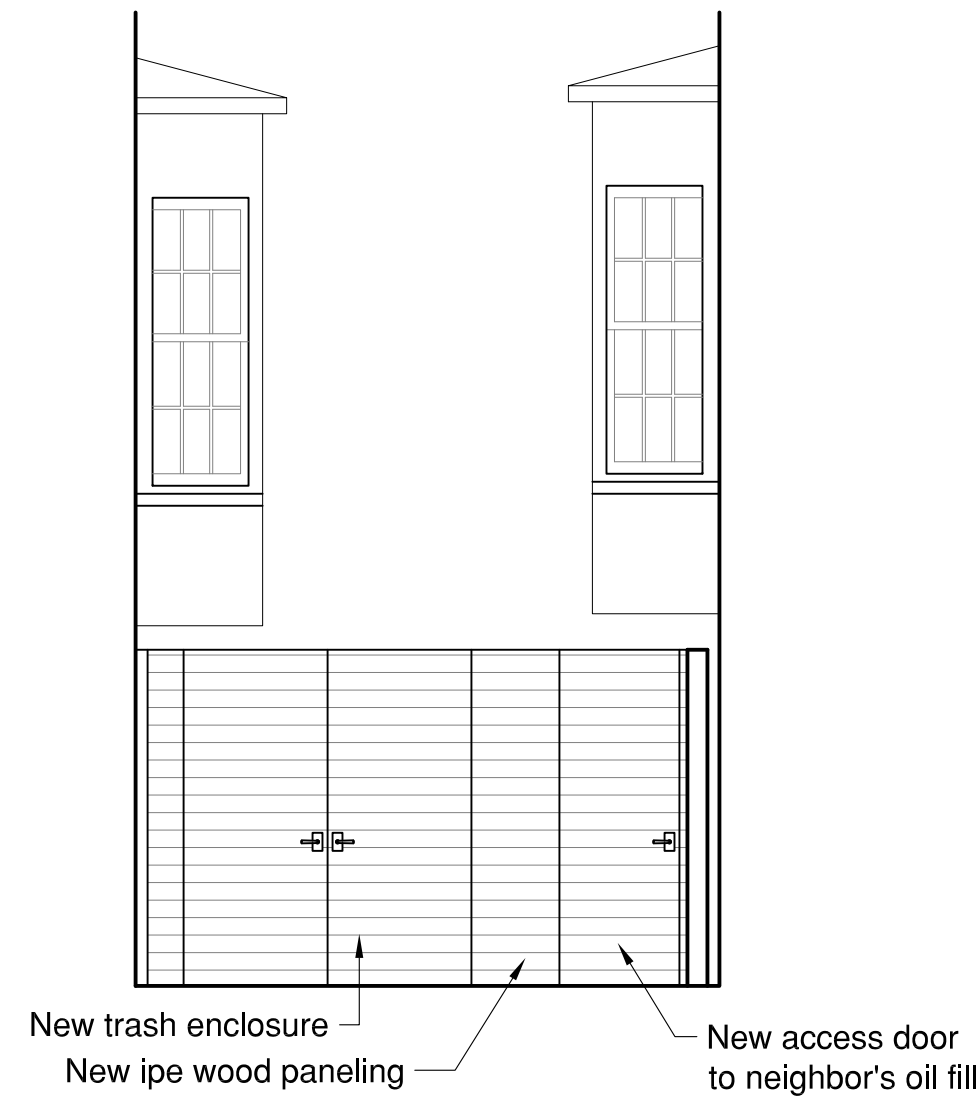 New trash enclosure
New ipe wood paneling
New access door
to neighbor's oil fill